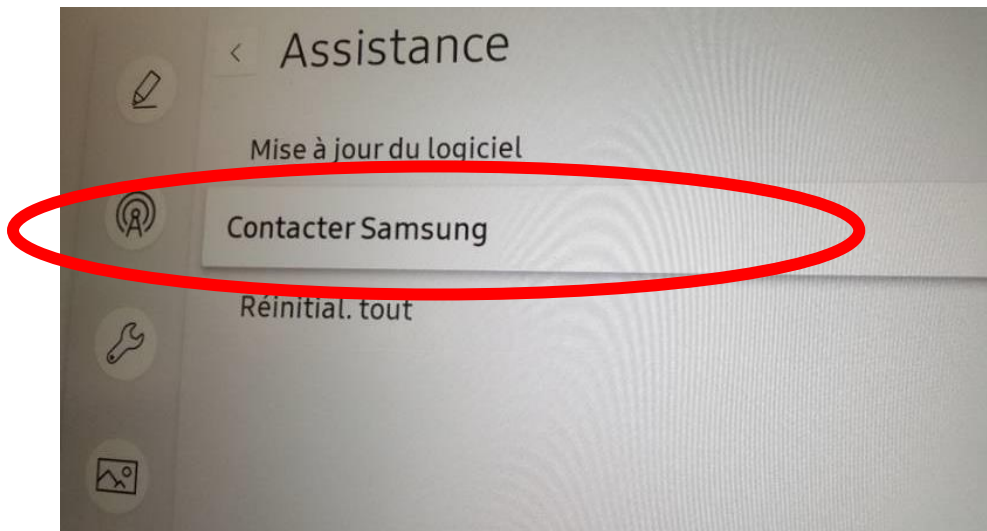 Assistance
Mise à jour du logiciel
Contacter Samsung
Réinitial. tout